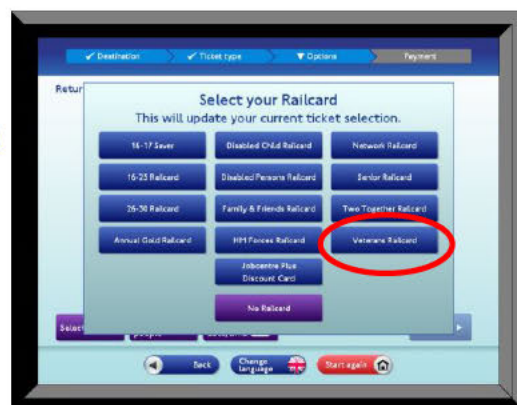 Destination
Ticket type
Options
Payment
Retur
Select your Railcard
This will update your current ticket selection.
16-17 Saver
Disabled Child Railcard
Network Railcard
16-25 Railcard
Disabled Persons Railcard
Senior Railcard
26-30 Railcard
Family & Friends Railcard
Two Together Railcard
Annual Gold Railcard
HM Forces Railcard
Veterans Railcard
Jobcentre Plus
Discount Card
No Railcard
Select
people
Back
Change
language
Start again